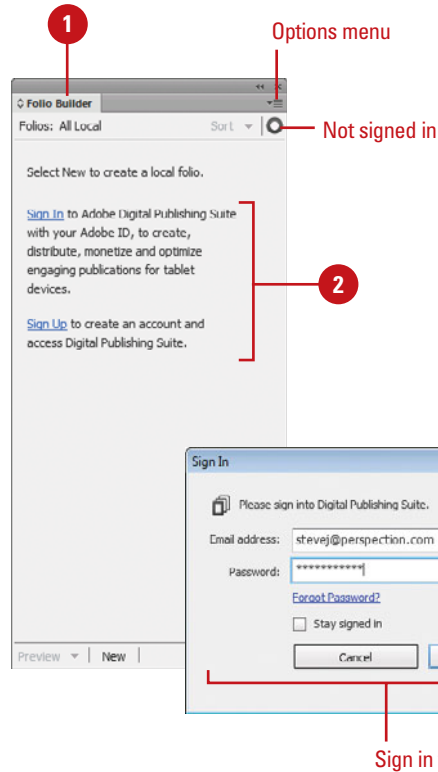 1
Options menu
Folio Builder
Folios: All Local
Sort
Not signed in
Select New to create a local folio.
Sign In to Adobe Digital Publishing Suite
with your Adobe ID, to create,
distribute, monetize and optimize
engaging publications for tablet
devices.
2
Sign Up to create an account and
access Digital Publishing Suite.
Sign In
Please sign into Digital Publishing Suite.
Email address: stevej@perspection.com
Password: ***********
Forgot Password?
Stay signed in
Cancel
Preview New
Sign in